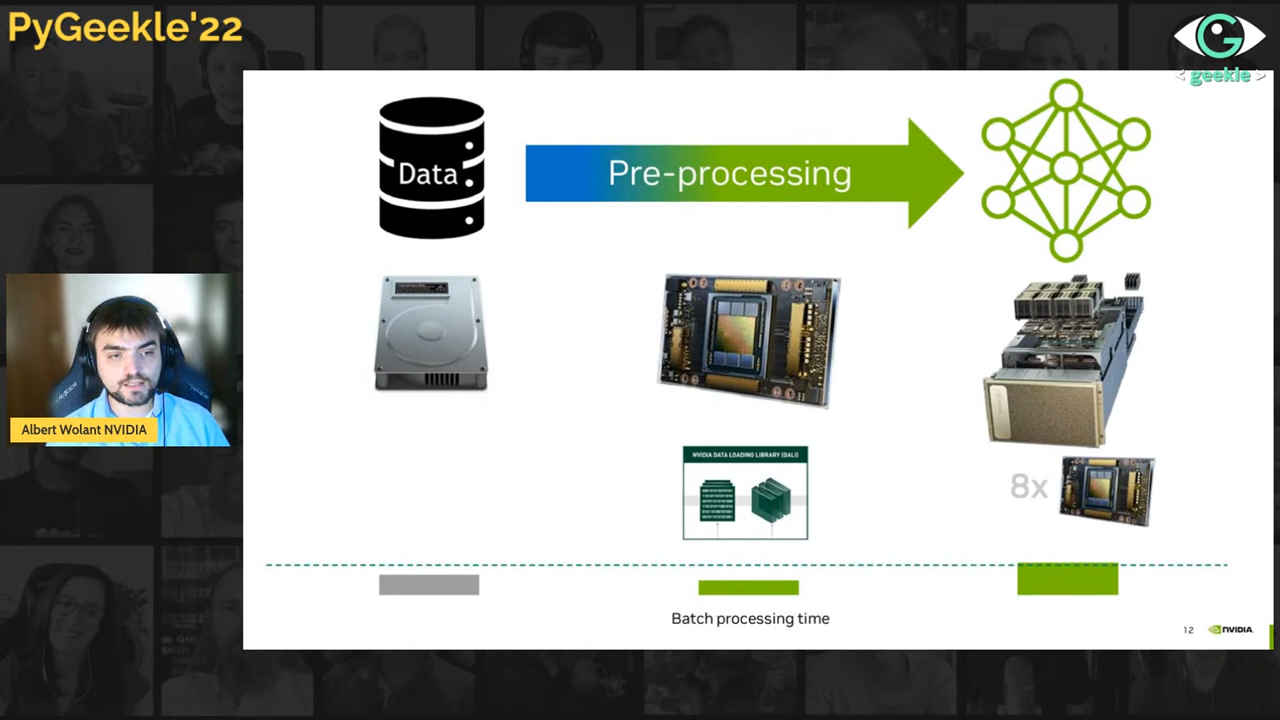 PyGeekle'22
< geekle >
Data
Pre-processing
Albert Wolant NVIDIA
NVIDIA DATA LOADING LIBRARY (DALI)
8x
Batch processing time
12
NVIDIA